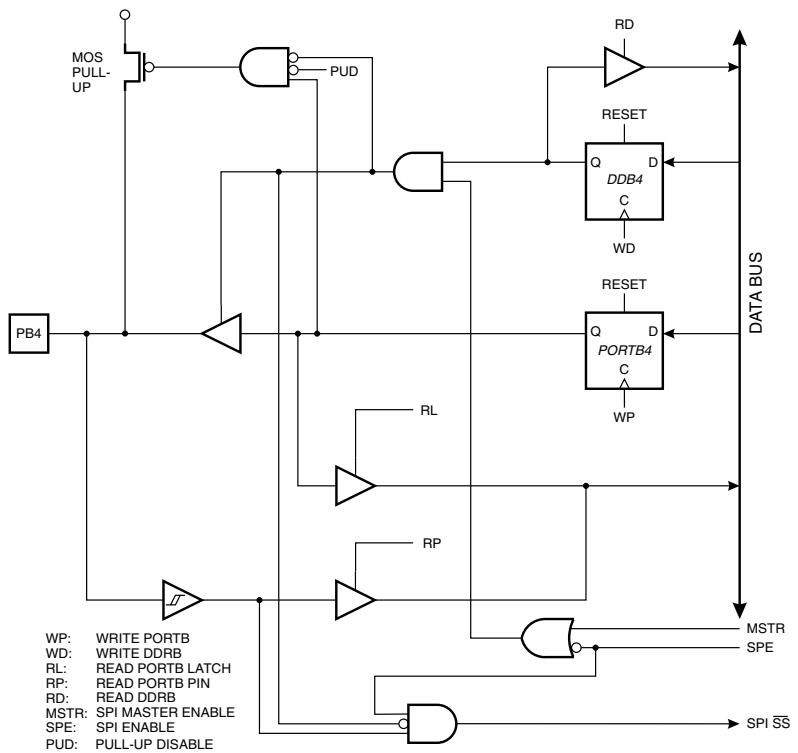 RD
MOS
PULL-
UP
PUD
RESET
Q
D
DDB4
C
WD
DATA BUS
RESET
PB4
Q
D
PORTB4
C
WP
RL
RP
MSTR
SPE
WP: WRITE PORTB
WD: WRITE DDRB
RL: READ PORTB LATCH
RP: READ PORTB PIN
RD: READ DDRB
MSTR: SPI MASTER ENABLE
SPE: SPI ENABLE
PUD: PULL-UP DISABLE
SPI S̅S̅